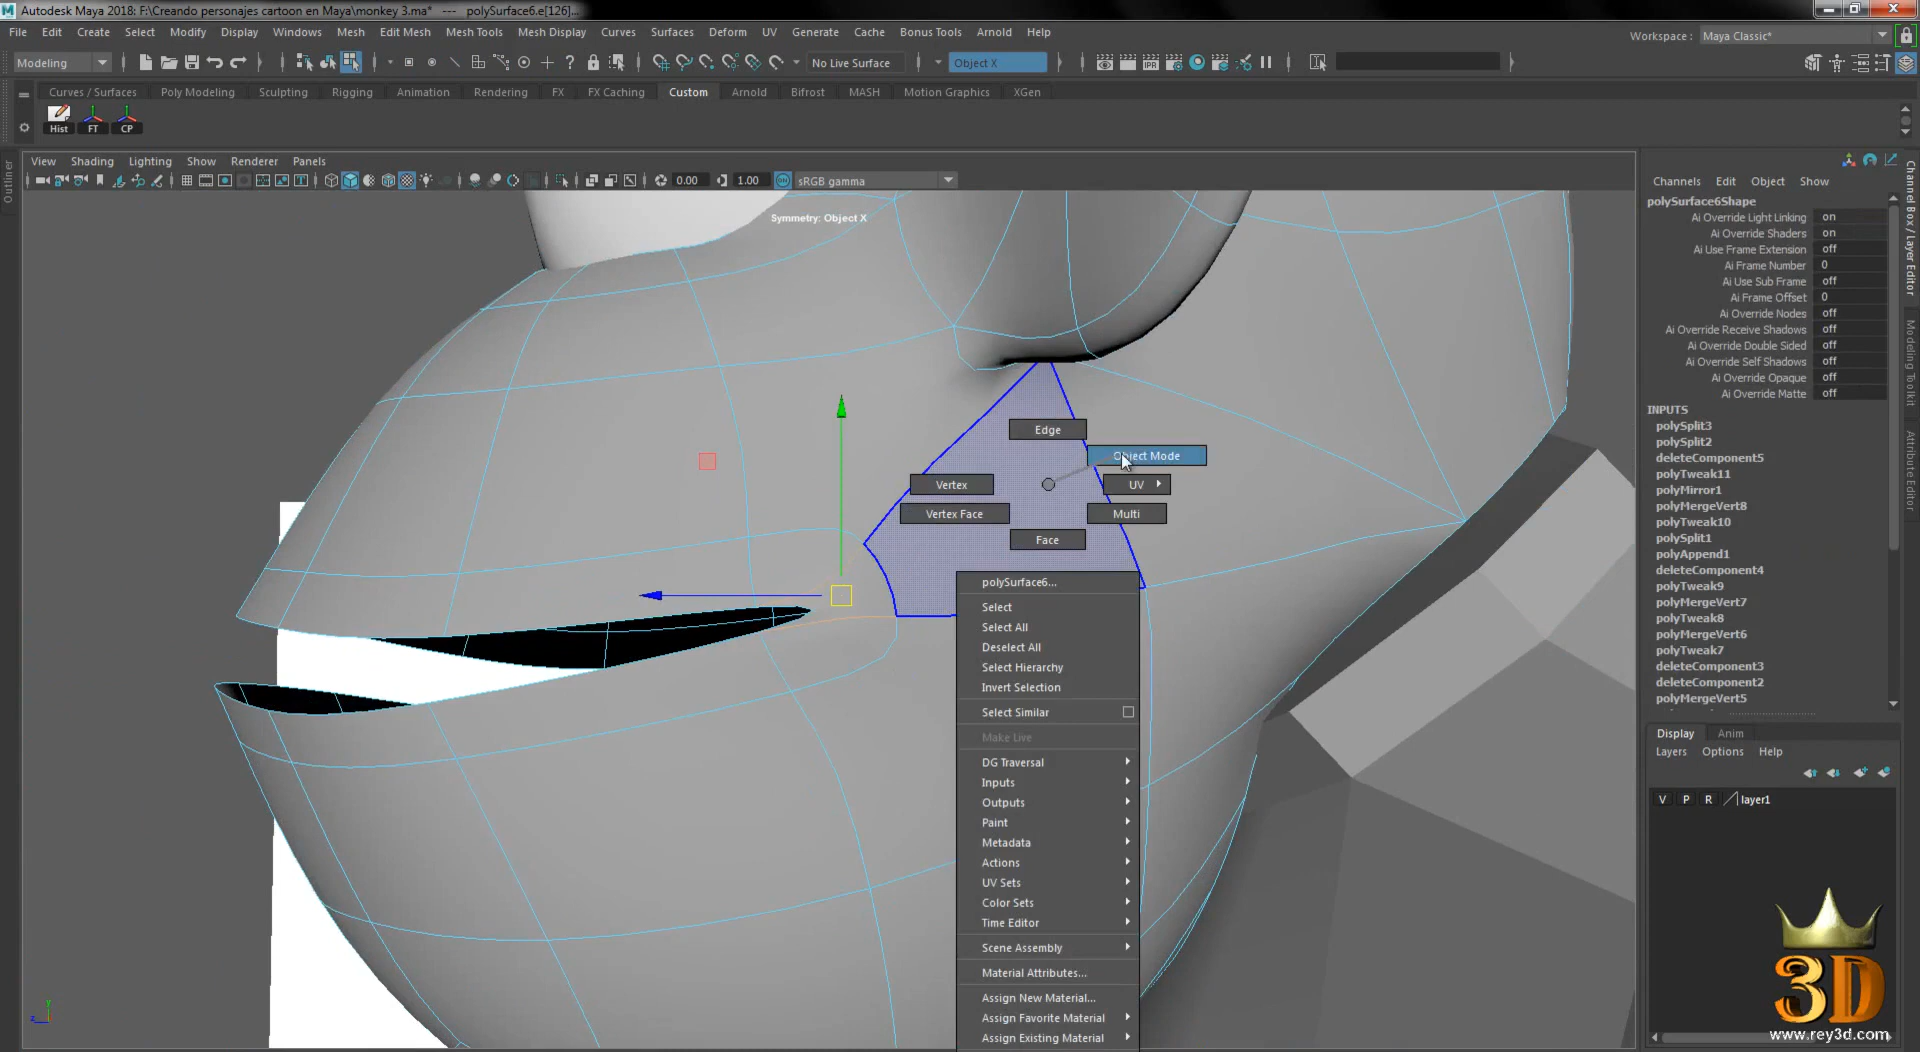 Autodesk Maya 2018: F:\Creando personajes cartoon en Maya\monkey 3.ma* --- polySurface6.e[126]...
File Edit Create Select Modify Display Windows Mesh Edit Mesh Mesh Tools Mesh Display Curves Surfaces Deform UV Generate Cache Bonus Tools Arnold Help
Workspace : Maya Classic*
Modeling No Live Surface Object X
Curves / Surfaces Poly Modeling Sculpting Rigging Animation Rendering FX FX Caching Custom Arnold Bifrost MASH Motion Graphics XGen
Hist FT CP
Outliner
View Shading Lighting Show Renderer Panels
0.00 1.00 sRGB gamma
Symmetry: Object X
Edge
Object Mode
Vertex
UV
Vertex Face
Multi
Face
polySurface6...
Select
Select All
Deselect All
Select Hierarchy
Invert Selection
Select Similar
Make Live
DG Traversal
Inputs
Outputs
Paint
Metadata
Actions
UV Sets
Color Sets
Time Editor
Scene Assembly
Material Attributes...
Assign New Material...
Assign Favorite Material
Assign Existing Material
y
z
Channels Edit Object Show
polySurface6Shape
Ai Override Light Linking on
Ai Override Shaders on
Ai Use Frame Extension off
Ai Frame Number 0
Ai Use Sub Frame off
Ai Frame Offset 0
Ai Override Nodes off
Ai Override Receive Shadows off
Ai Override Double Sided off
Ai Override Self Shadows off
Ai Override Opaque off
Ai Override Matte off
INPUTS
polySplit3
polySplit2
deleteComponent5
polyTweak11
polyMirror1
polyMergeVert8
polyTweak10
polySplit1
polyAppend1
deleteComponent4
polyTweak9
polyMergeVert7
polyTweak8
polyMergeVert6
polyTweak7
deleteComponent3
deleteComponent2
polyMergeVert5
Channel Box / Layer Editor
Modeling Toolkit
Attribute Editor
Display Anim
Layers Options Help
V P R layer1
3D
www.rey3d.com